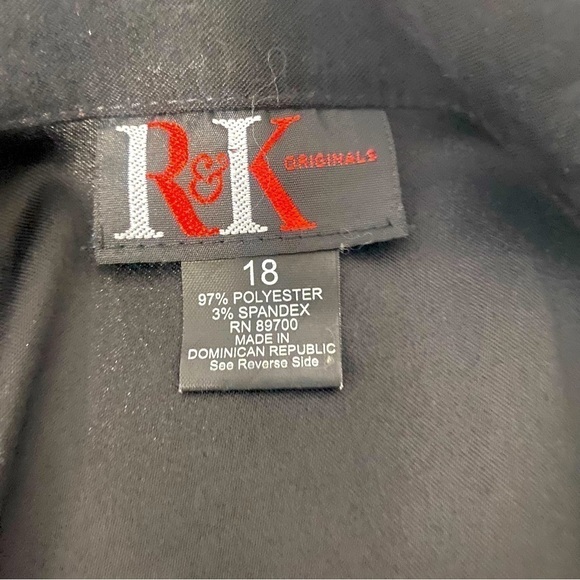 R&K ORIGINALS
18
97% POLYESTER
3% SPANDEX
RN 89700
MADE IN
DOMINICAN REPUBLIC
See Reverse Side